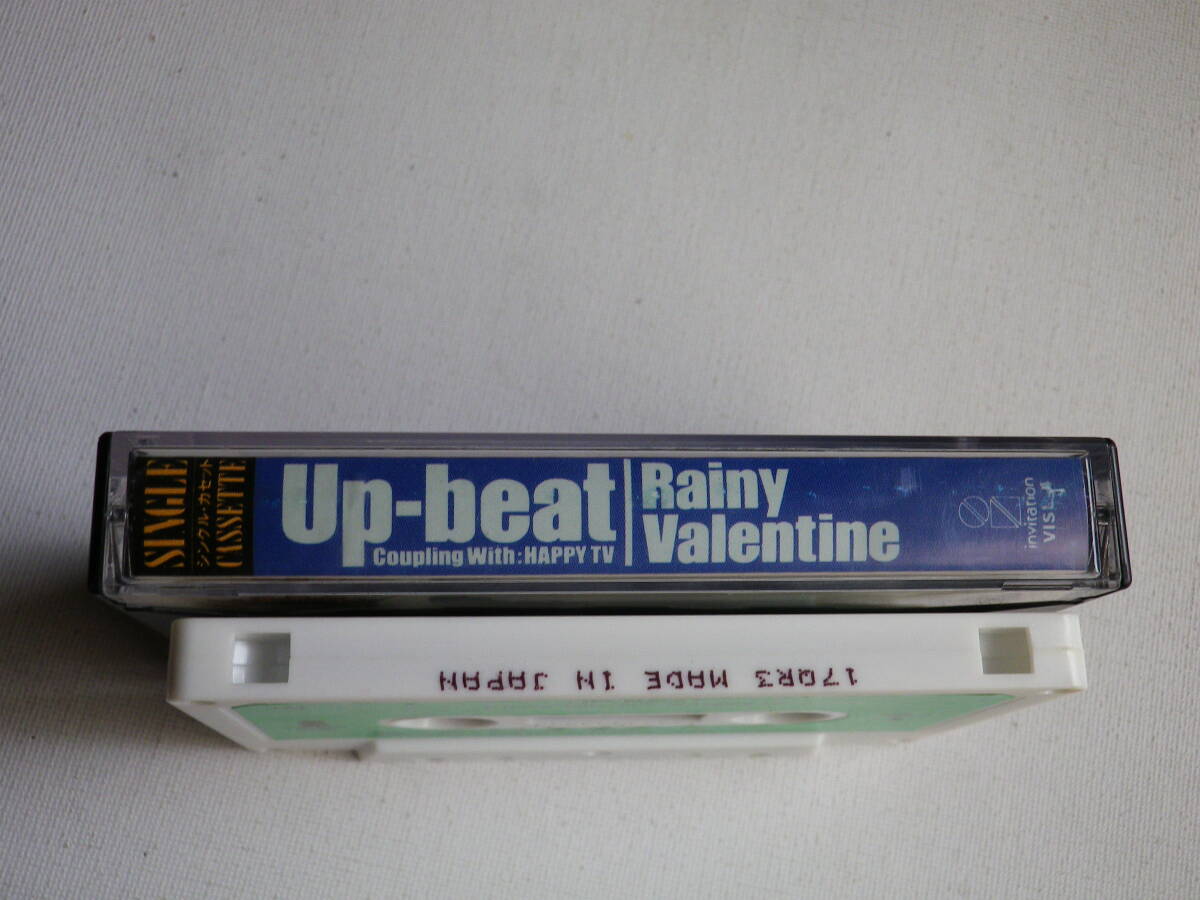 SINGLE
シングル・カセット
CASSETTE
Up-beat
Coupling With: HAPPY TV
Rainy
Valentine
invitation
17QR3 MADE IN JAPAN